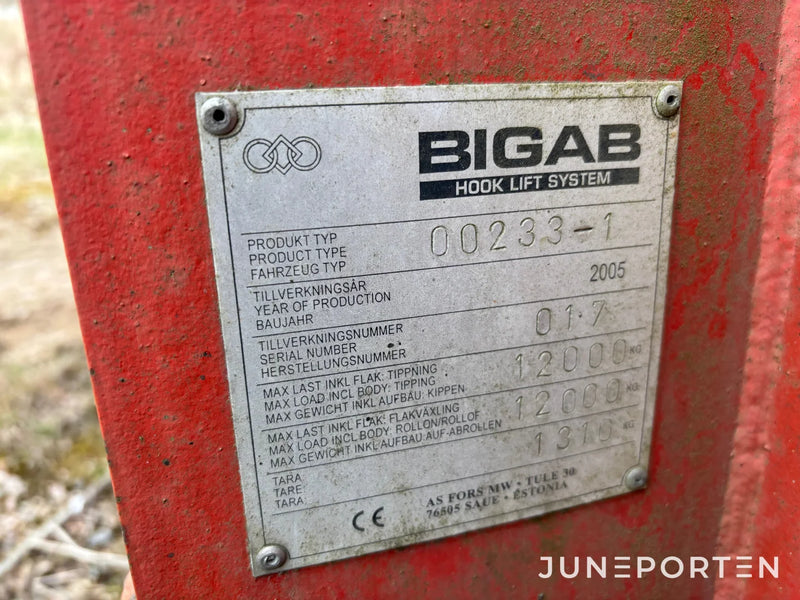 BIGAB
HOOK LIFT SYSTEM
PRODUKT TYP
PRODUCT TYPE
FAHRZEUG TYP
00233-1
TILLVERKNINGSÅR
YEAR OF PRODUCTION
BAUJAHR
2005
TILLVERKNINGSNUMMER
SERIAL NUMBER
HERSTELLUNGSNUMMER
017
MAX LAST INKL FLAK: TIPPNING
MAX LOAD INCL BODY: TIPPING
MAX GEWICHT INKL AUFBAU: KIPPEN
12000 KG
MAX LAST INKL FLAK: FLAKVÄXLING
MAX LOAD INCL BODY: ROLLON/ROLLOF
MAX GEWICHT INKL AUFBAU AUF-ABROLLEN
12000 KG
TARA
TARE:
TARA:
1310 KG
CE
AS FORS MW · TULE 30
76505 SAUE · ESTONIA
JUNEPORTEN